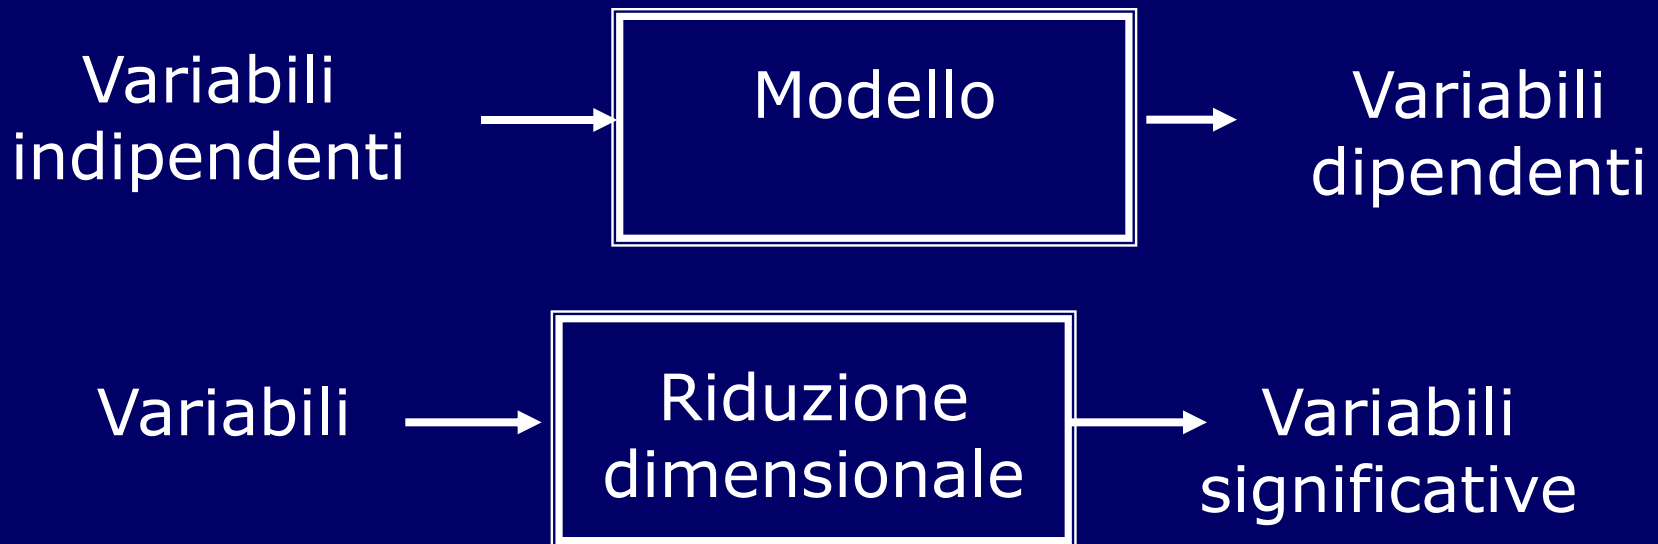 Variabili
indipendenti
Modello
Variabili
dipendenti
Variabili
Riduzione
dimensionale
Variabili
significative